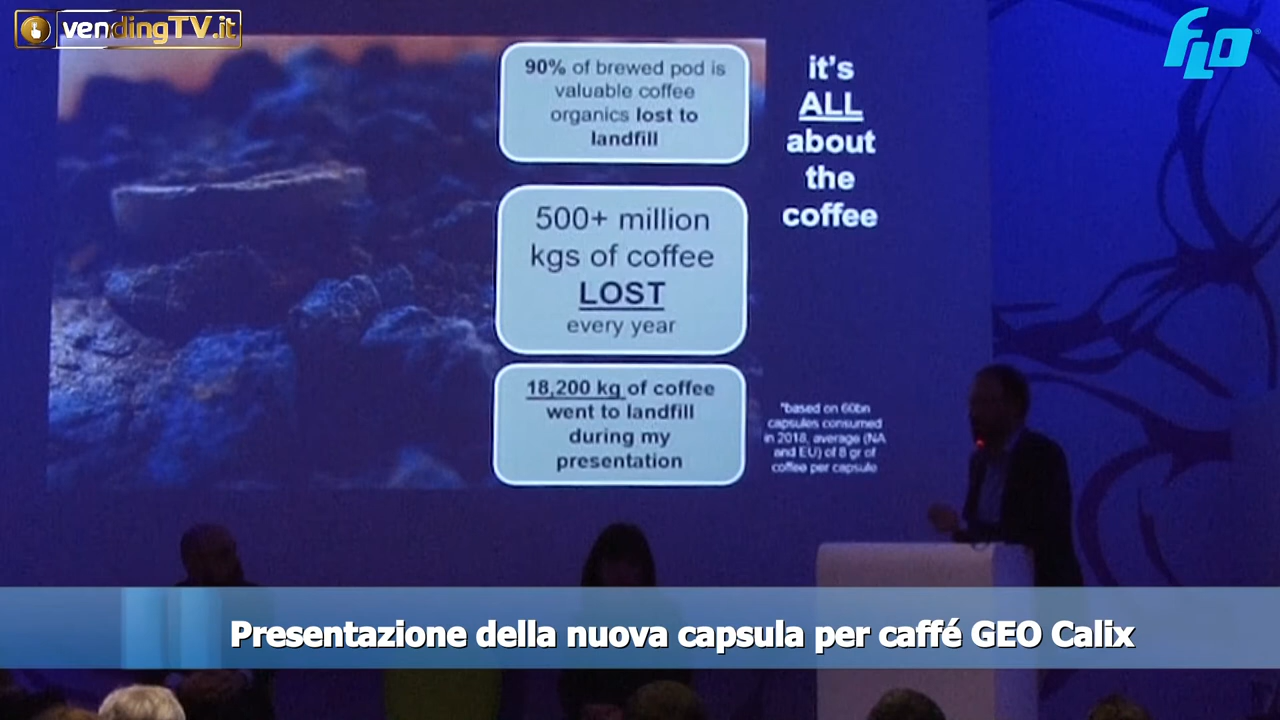 vendingTV.it
FLO
90% of brewed pod is
valuable coffee
organics lost to
landfill
500+ million
kgs of coffee
LOST
every year
18,200 kg of coffee
went to landfill
during my
presentation
it's
ALL
about
the
coffee
*based on 60bn
capsules consumed
in 2018, average (NA
and EU) of 8 gr of
coffee per capsule
Presentazione della nuova capsula per caffé GEO Calix